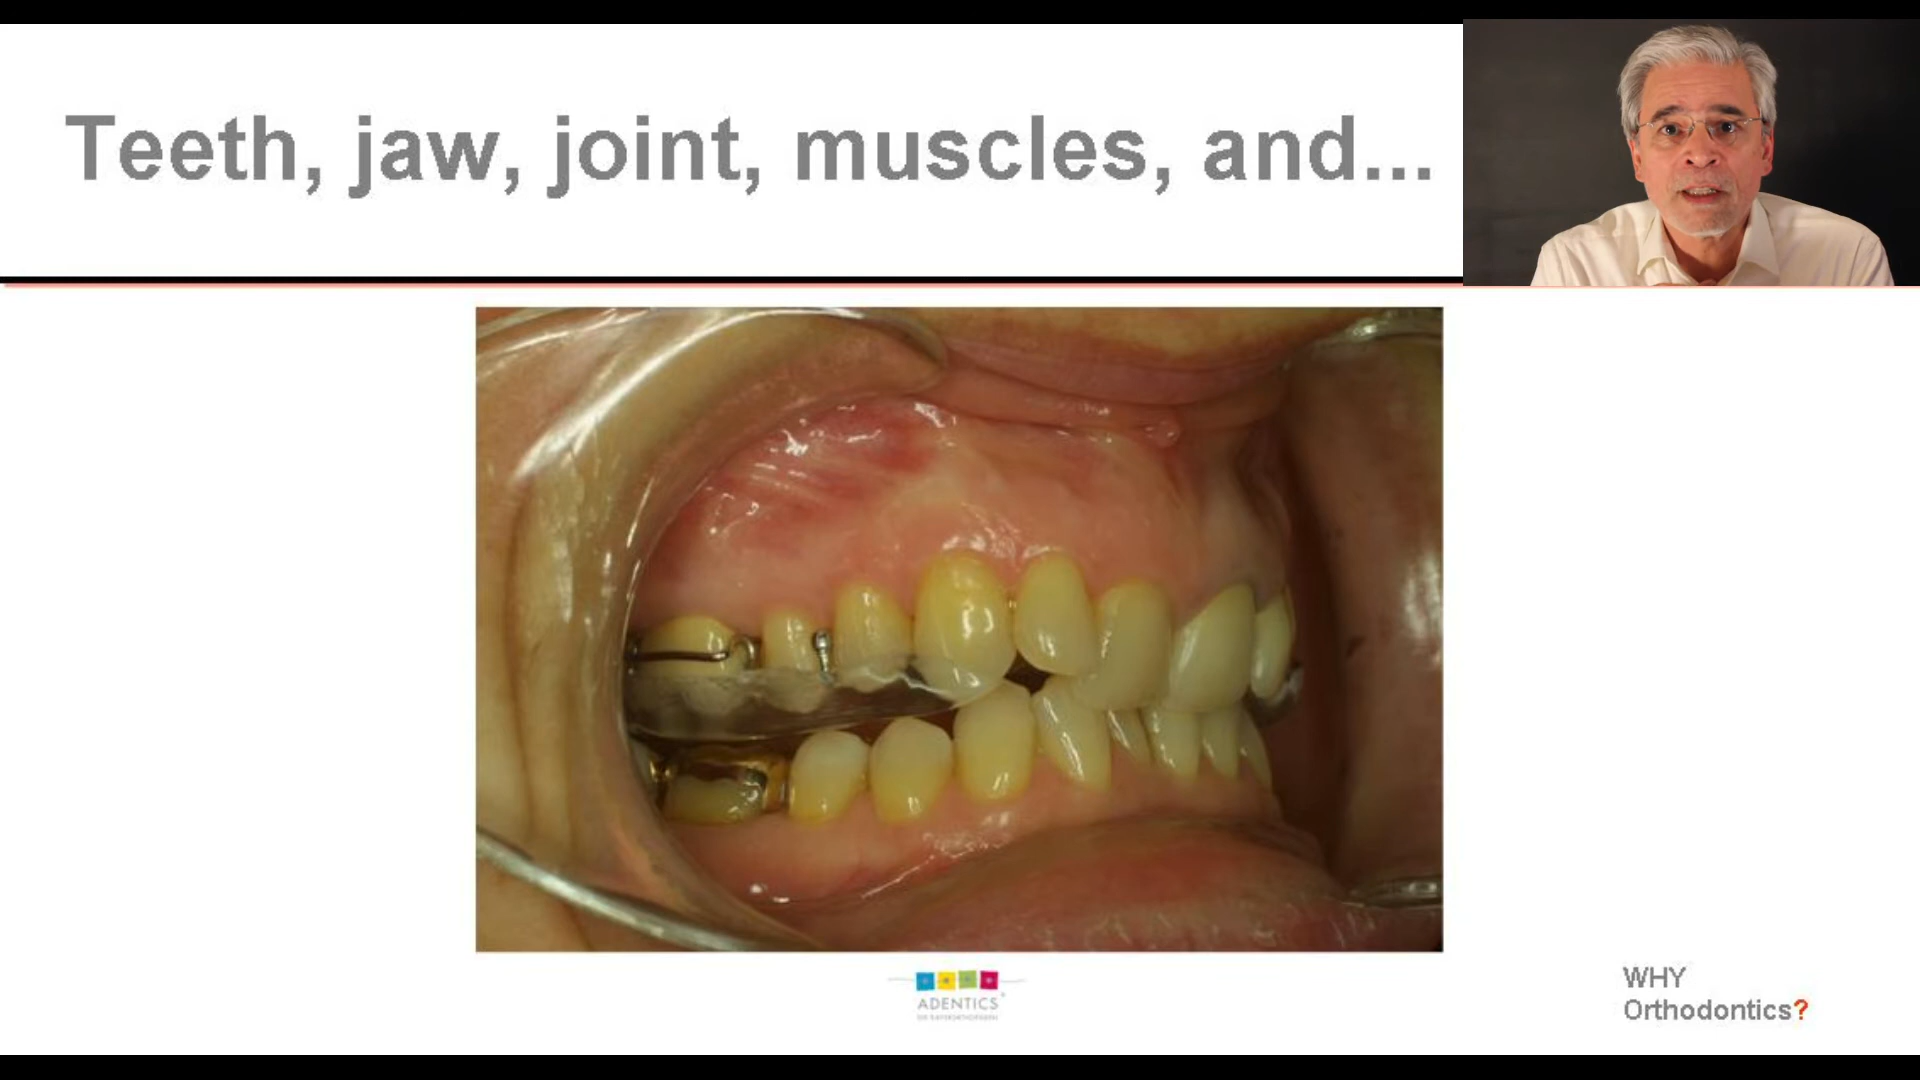 Teeth, jaw, joint, muscles, and...
ADENTICS
WHY
Orthodontics?